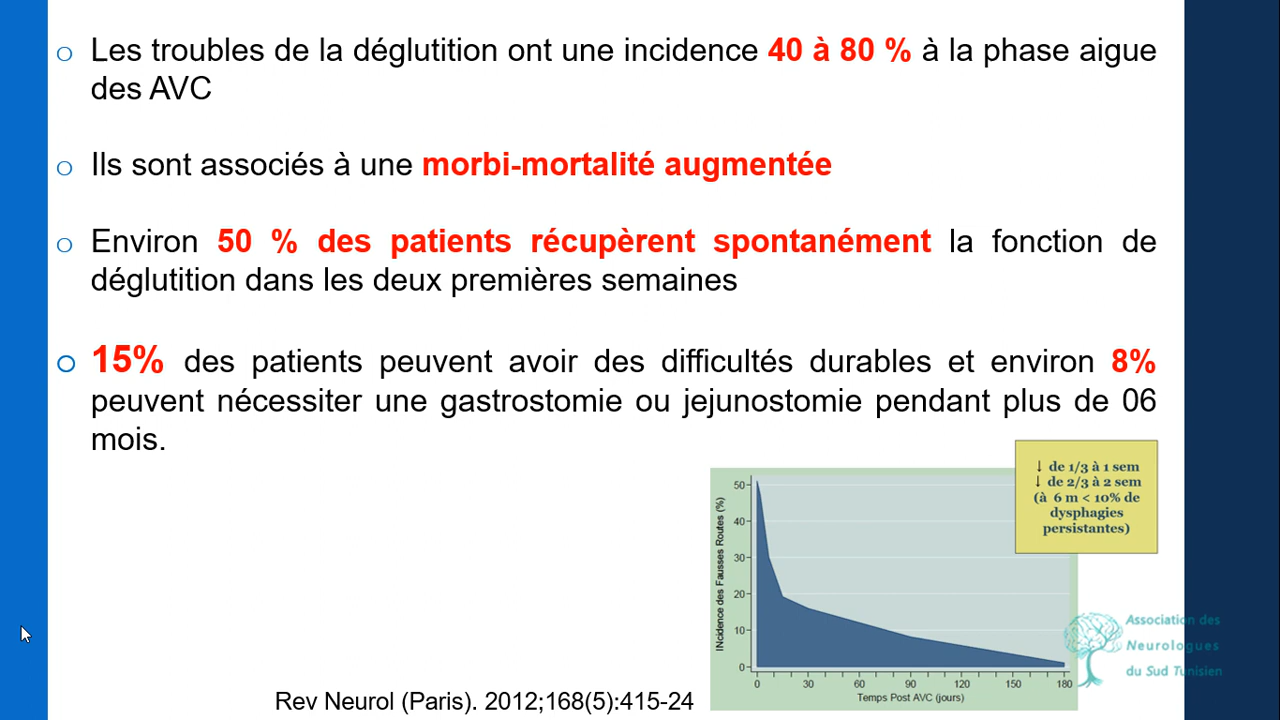 o Les troubles de la déglutition ont une incidence 40 à 80 % à la phase aigue
des AVC
o Ils sont associés à une morbi-mortalité augmentée
o Environ 50 % des patients récupèrent spontanément la fonction de
déglutition dans les deux premières semaines
o 15% des patients peuvent avoir des difficultés durables et environ 8%
peuvent nécessiter une gastrostomie ou jejunostomie pendant plus de 06
mois.
↓ de 1/3 à 1 sem
↓ de 2/3 à 2 sem
(à 6 m < 10% de
dysphagies
persistantes)
INcidence des Fausses Routes (%)
50
40
30
20
10
0
0 30 60 90 120 150 180
Temps Post AVC (jours)
Association des
Neurologues
du Sud Tunisien
Rev Neurol (Paris). 2012;168(5):415-24